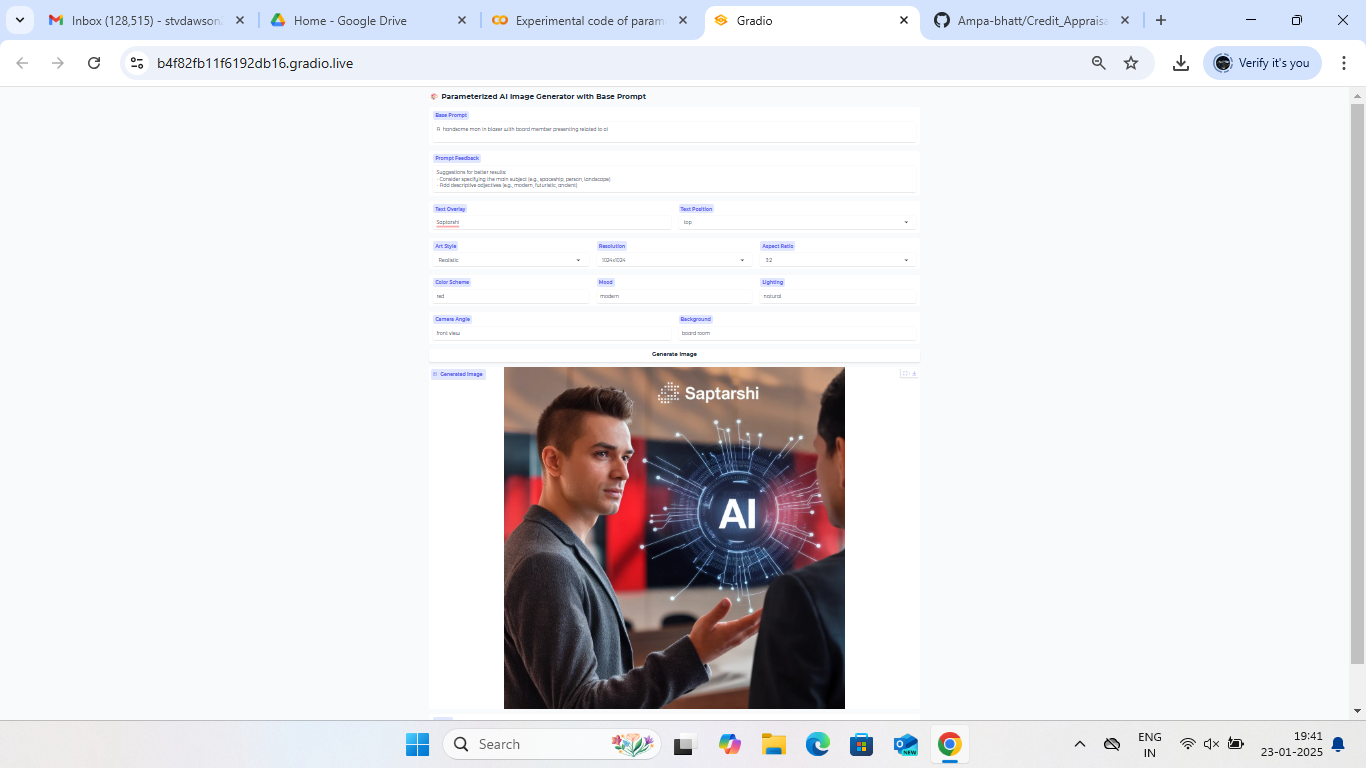 Inbox (128,515) - stvdawson
Home - Google Drive
Experimental code of param
Gradio
Ampa-bhatt/Credit_Appraisa
b4f82fb11f6192db16.gradio.live
Verify it's you
Parameterized AI Image Generator with Base Prompt
Base Prompt
A handsome man in blazer with board member presenting related to ai
Prompt Feedback
Suggestions for better results:
- Consider specifying the main subject (e.g., spaceship, person, landscape)
- Add descriptive adjectives (e.g., modern, futuristic, ancient)
Text Overlay
Text Position
Saptarshi
top
Art Style
Resolution
Aspect Ratio
Realistic
1024x1024
3:2
Color Scheme
Mood
Lighting
red
modern
natural
Camera Angle
Background
front view
board room
Generate Image
Generated Image
Saptarshi
AI
Search
NEW
ENG
IN
19:41
23-01-2025